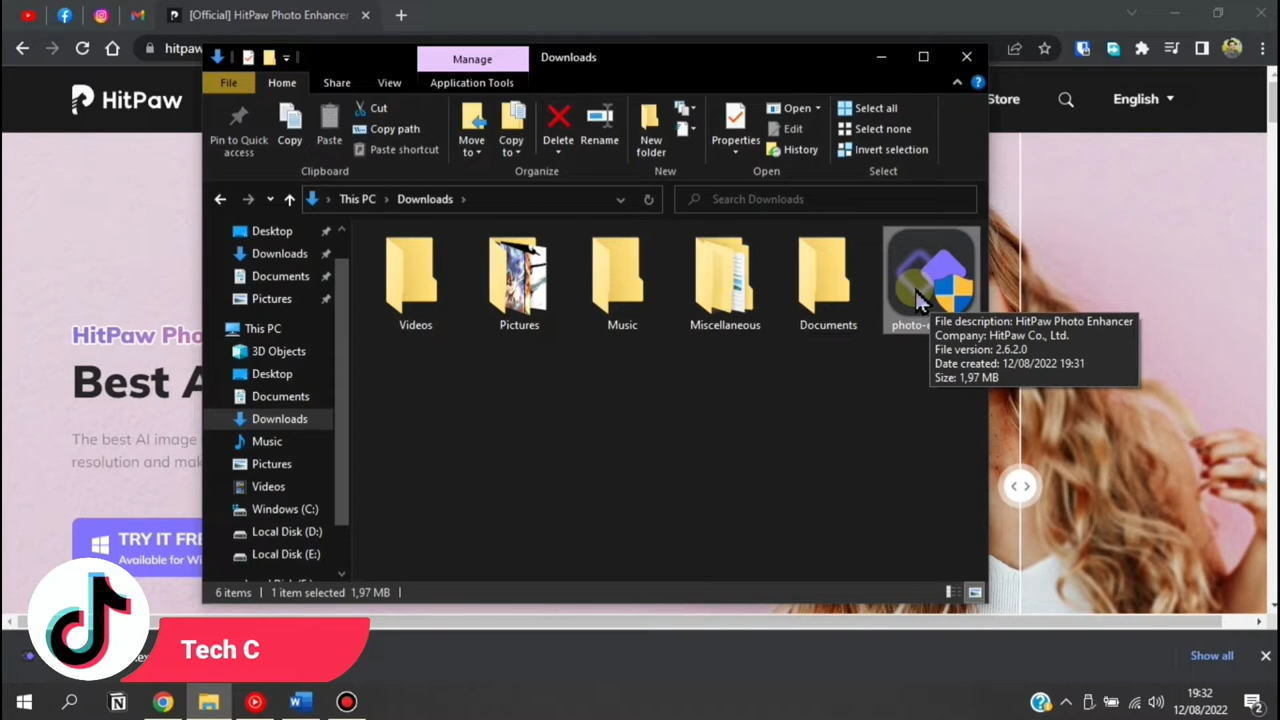 [Official] HitPaw Photo Enhancer
hitpaw
HitPaw
Store
English
Manage
Downloads
File
Home
Share
View
Application Tools
Pin to Quick access
Copy
Paste
Cut
Copy path
Paste shortcut
Move to
Copy to
Delete
Rename
New folder
Properties
Open
Edit
History
Select all
Select none
Invert selection
Clipboard
Organize
New
Open
Select
This PC
Downloads
Search Downloads
Desktop
Downloads
Documents
Pictures
This PC
3D Objects
Desktop
Documents
Downloads
Music
Pictures
Videos
Windows (C:)
Local Disk (D:)
Local Disk (E:)
Videos
Pictures
Music
Miscellaneous
Documents
photo-e
File description: HitPaw Photo Enhancer
Company: HitPaw Co., Ltd.
File version: 2.6.2.0
Date created: 12/08/2022 19:31
Size: 1,97 MB
6 items
1 item selected 1,97 MB
HitPaw Pho
Best A
The best AI image
resolution and mak
TRY IT FRE
Available for Wi
Tech C
Show all
19:32
12/08/2022
2